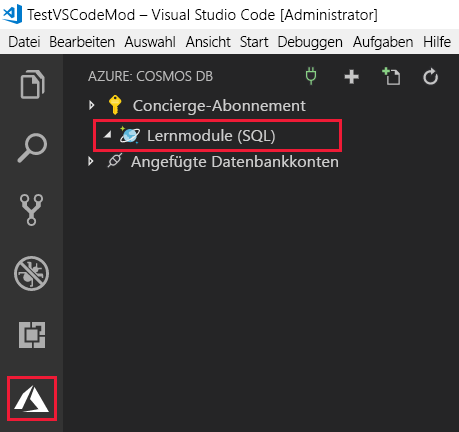 TestVSCodeMod – Visual Studio Code [Administrator]
Datei Bearbeiten Auswahl Ansicht Start Debuggen Aufgaben Hilfe
AZURE: COSMOS DB
Concierge-Abonnement
Lernmodule (SQL)
Angefügte Datenbankkonten